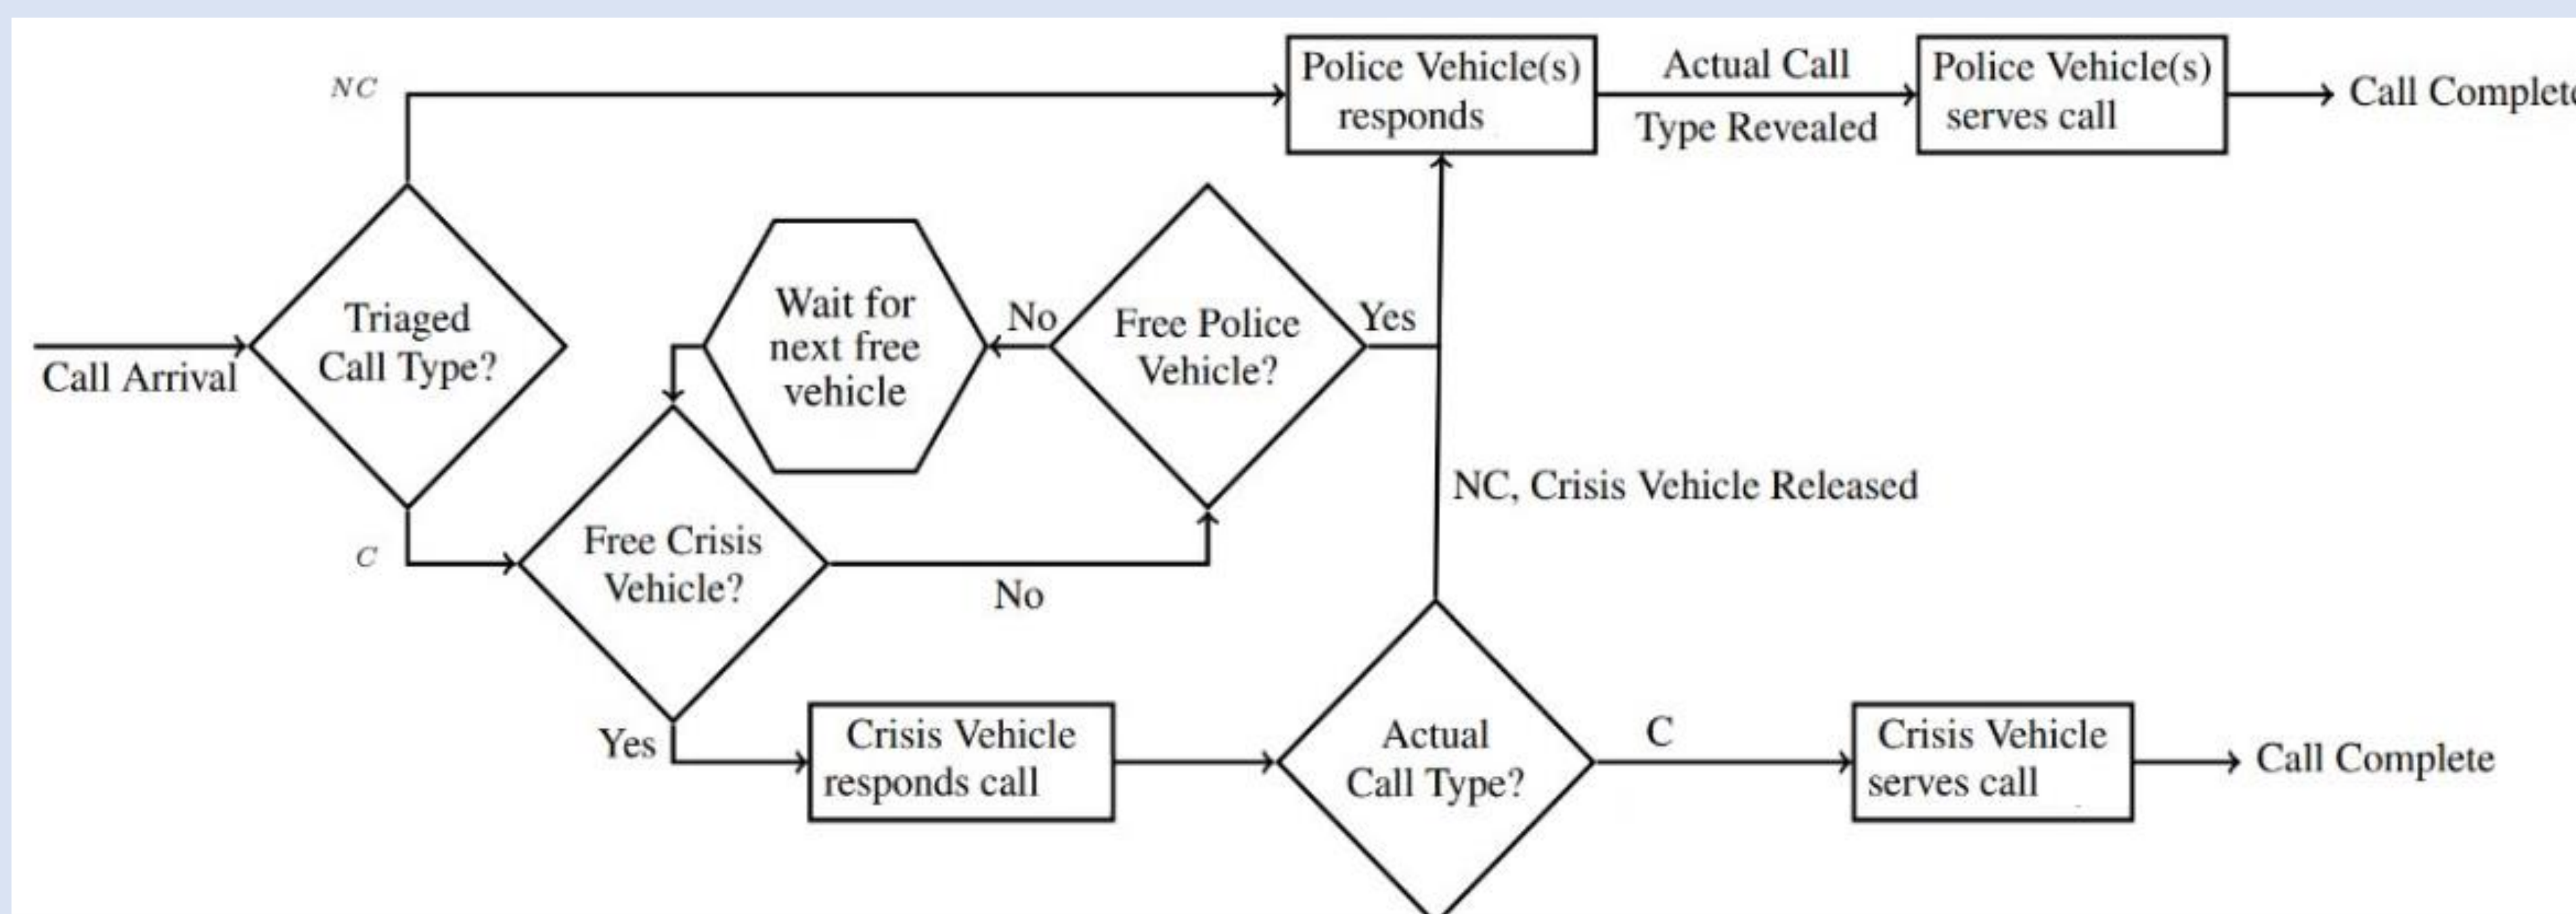 NC
Police Vehicle(s)
responds
Actual Call
Type Revealed
Police Vehicle(s)
serves call
Call Complete
Call Arrival
Triaged
Call Type?
Wait for
next free
vehicle
No
Free Police
Vehicle?
Yes
NC, Crisis Vehicle Released
C
Free Crisis
Vehicle?
No
Yes
Crisis Vehicle
responds call
Actual
Call Type?
C
Crisis Vehicle
serves call
Call Complete